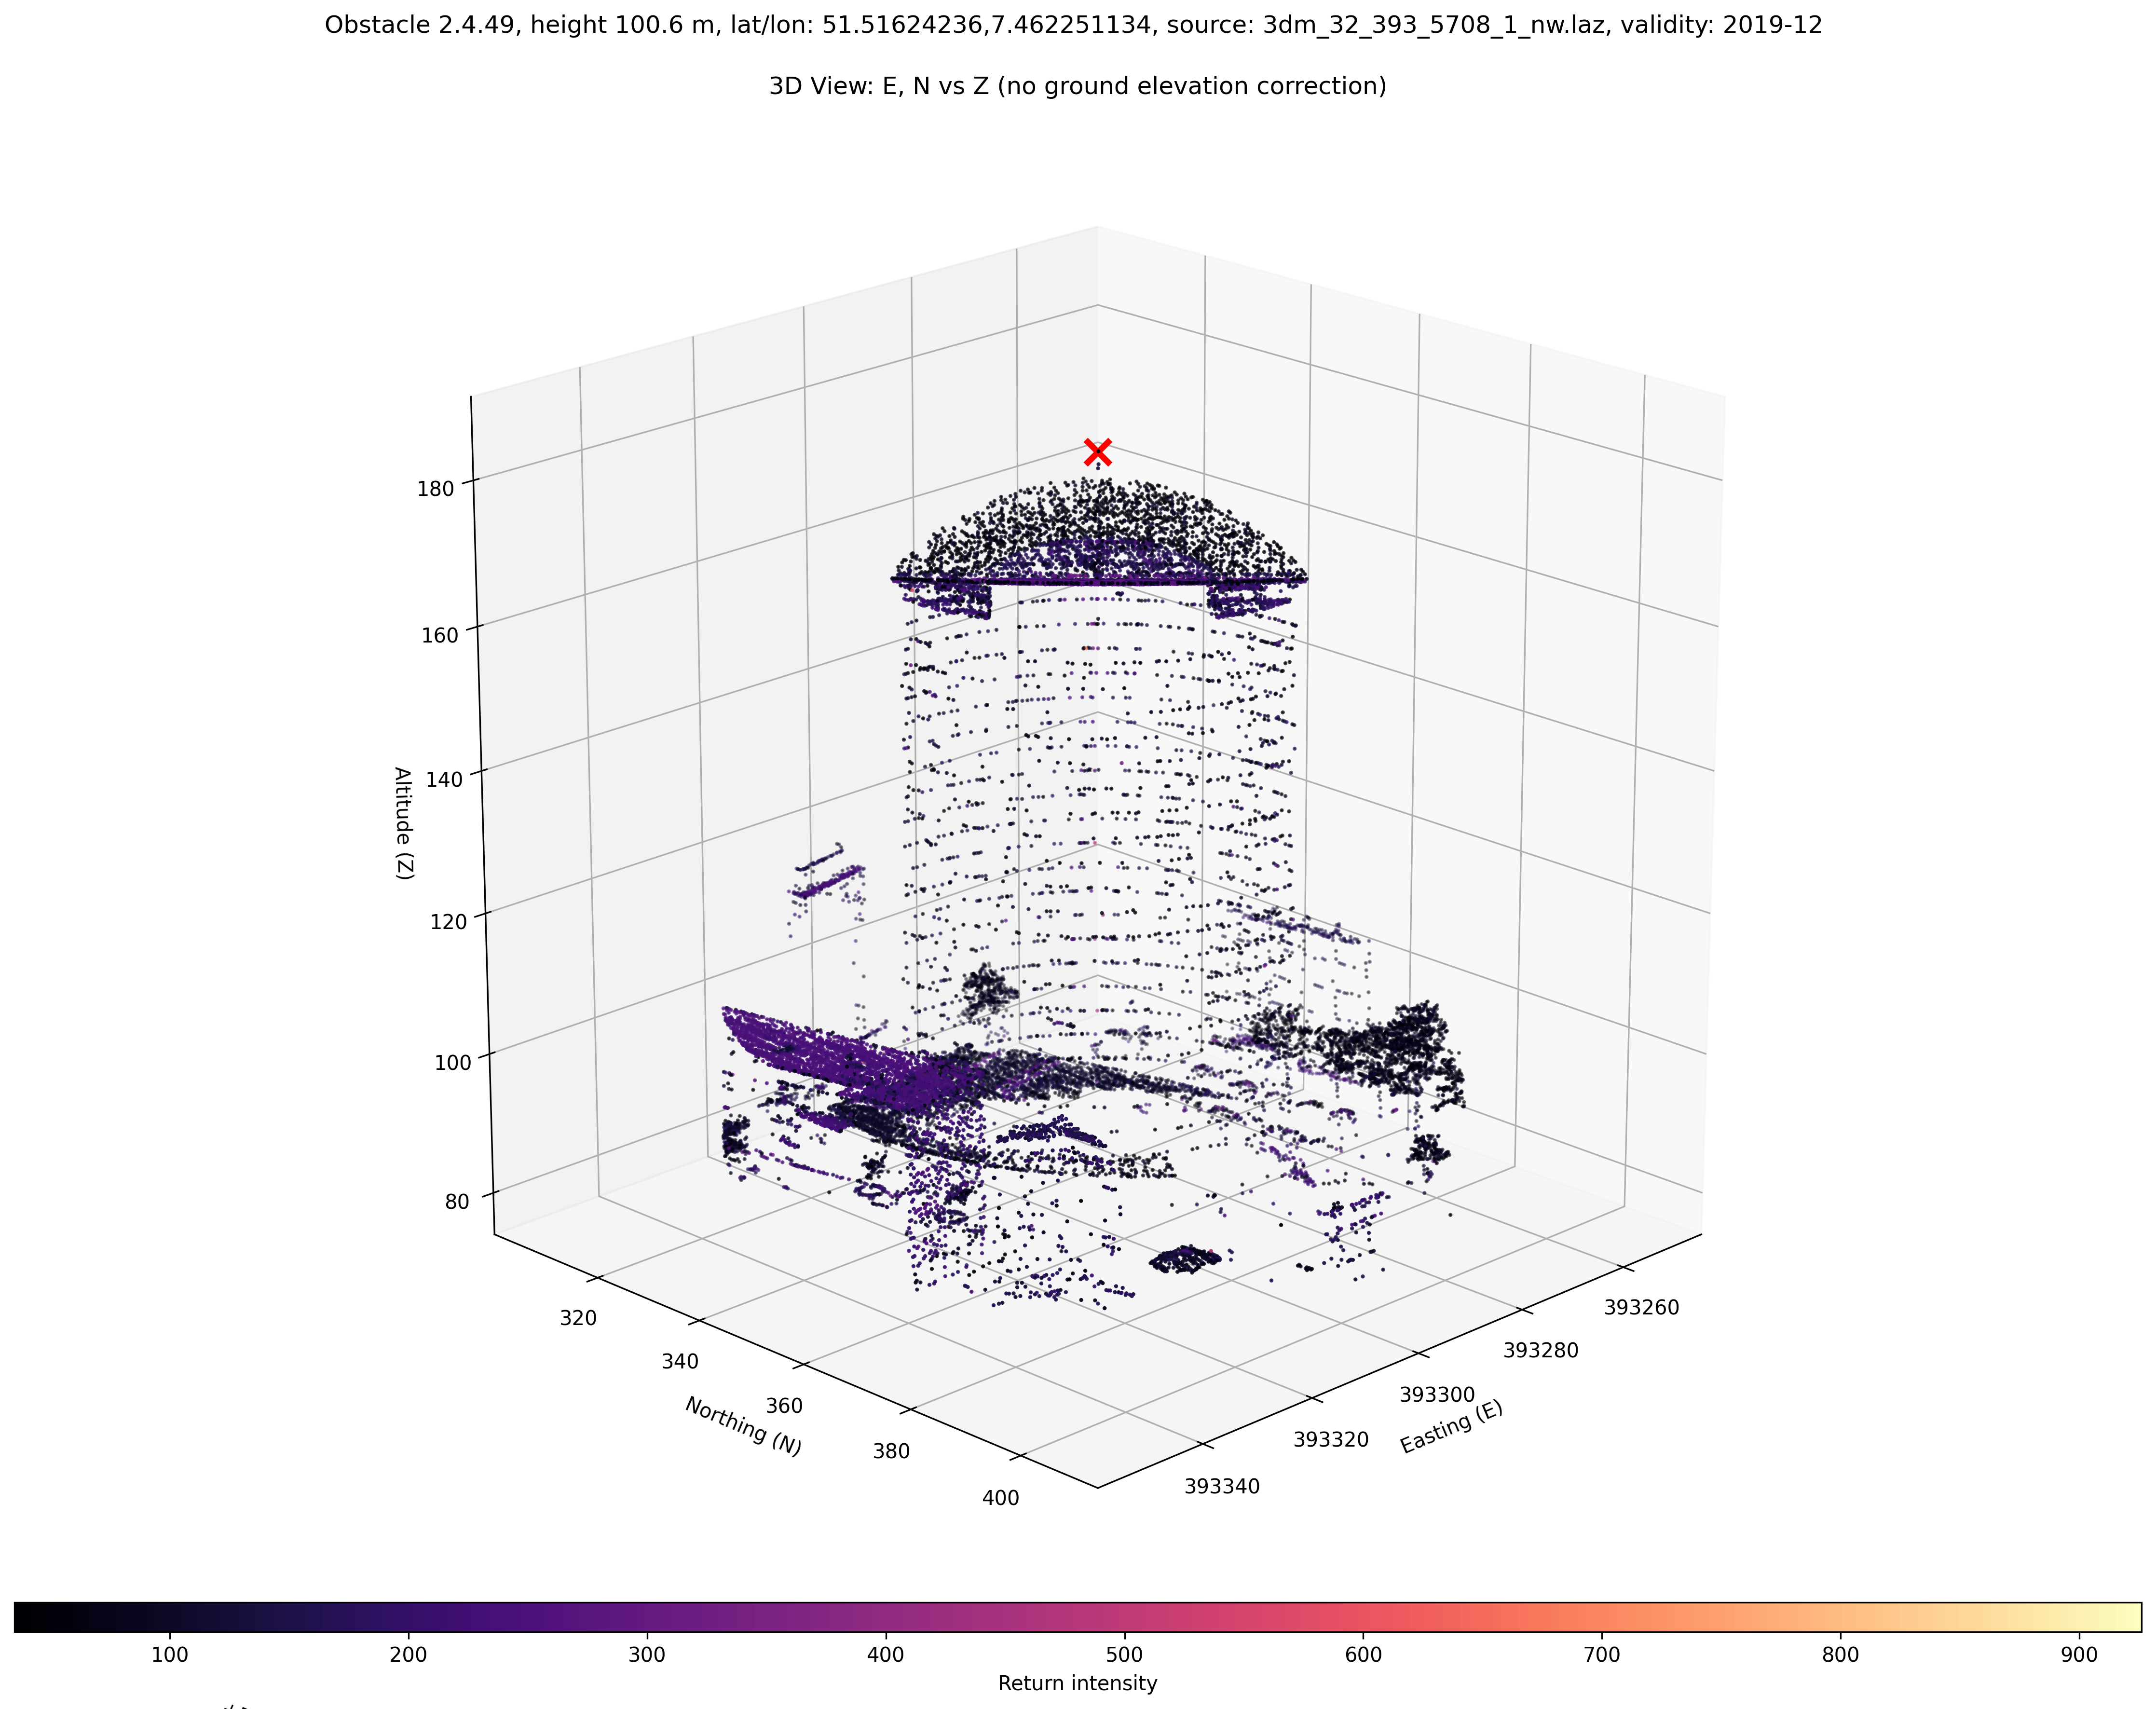 Obstacle 2.4.49, height 100.6 m, lat/lon: 51.51624236,7.462251134, source: 3dm_32_393_5708_1_nw.laz, validity: 2019-12
3D View: E, N vs Z (no ground elevation correction)
180
160
140
120
100
80
Altitude (Z)
320
340
360
380
400
Northing (N)
393260
393280
393300
393320
393340
Easting (E)
100 200 300 400 500 600 700 800 900
Return intensity